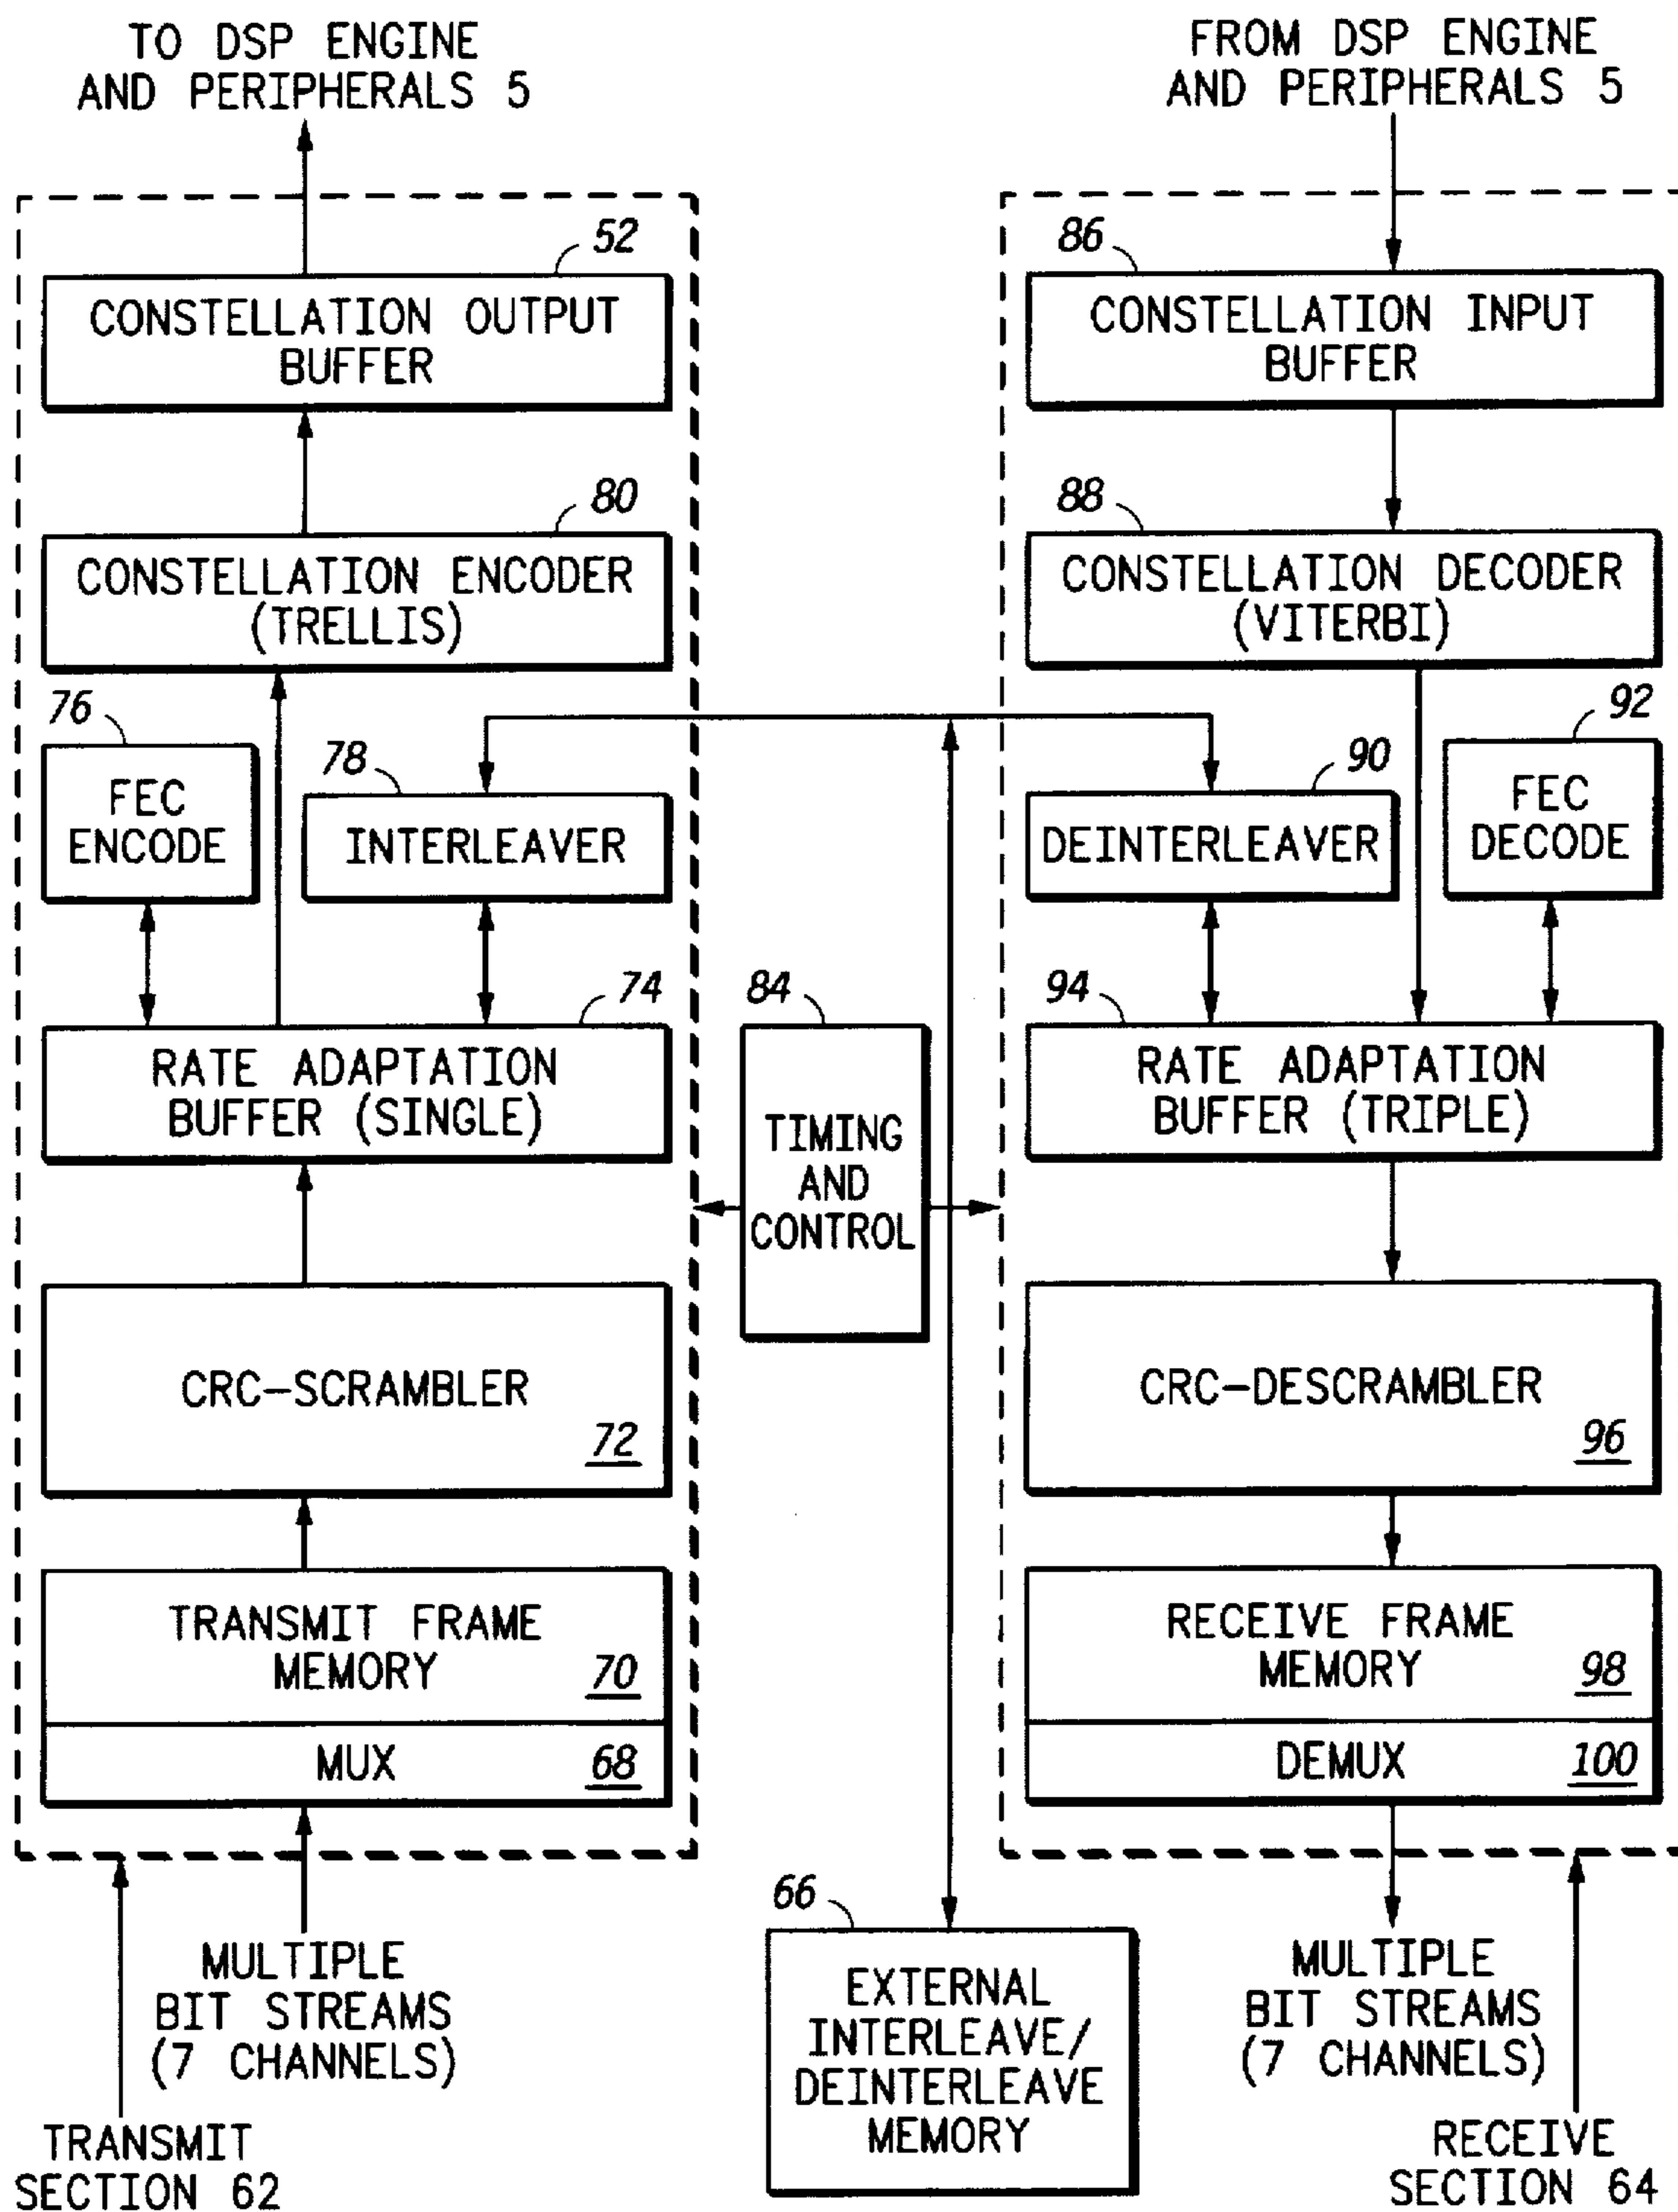 TO DSP ENGINE
AND PERIPHERALS 5
52
CONSTELLATION OUTPUT
BUFFER
80
CONSTELLATION ENCODER
(TRELLIS)
76
FEC
ENCODE
78
INTERLEAVER
74
RATE ADAPTATION
BUFFER (SINGLE)
CRC-SCRAMBLER
72
TRANSMIT FRAME
MEMORY
70
MUX
68
MULTIPLE
BIT STREAMS
(7 CHANNELS)
TRANSMIT
SECTION 62
84
TIMING
AND
CONTROL
66
EXTERNAL
INTERLEAVE/
DEINTERLEAVE
MEMORY
FROM DSP ENGINE
AND PERIPHERALS 5
86
CONSTELLATION INPUT
BUFFER
88
CONSTELLATION DECODER
(VITERBI)
90
DEINTERLEAVER
92
FEC
DECODE
94
RATE ADAPTATION
BUFFER (TRIPLE)
CRC-DESCRAMBLER
96
RECEIVE FRAME
MEMORY
98
DEMUX
100
MULTIPLE
BIT STREAMS
(7 CHANNELS)
RECEIVE
SECTION 64